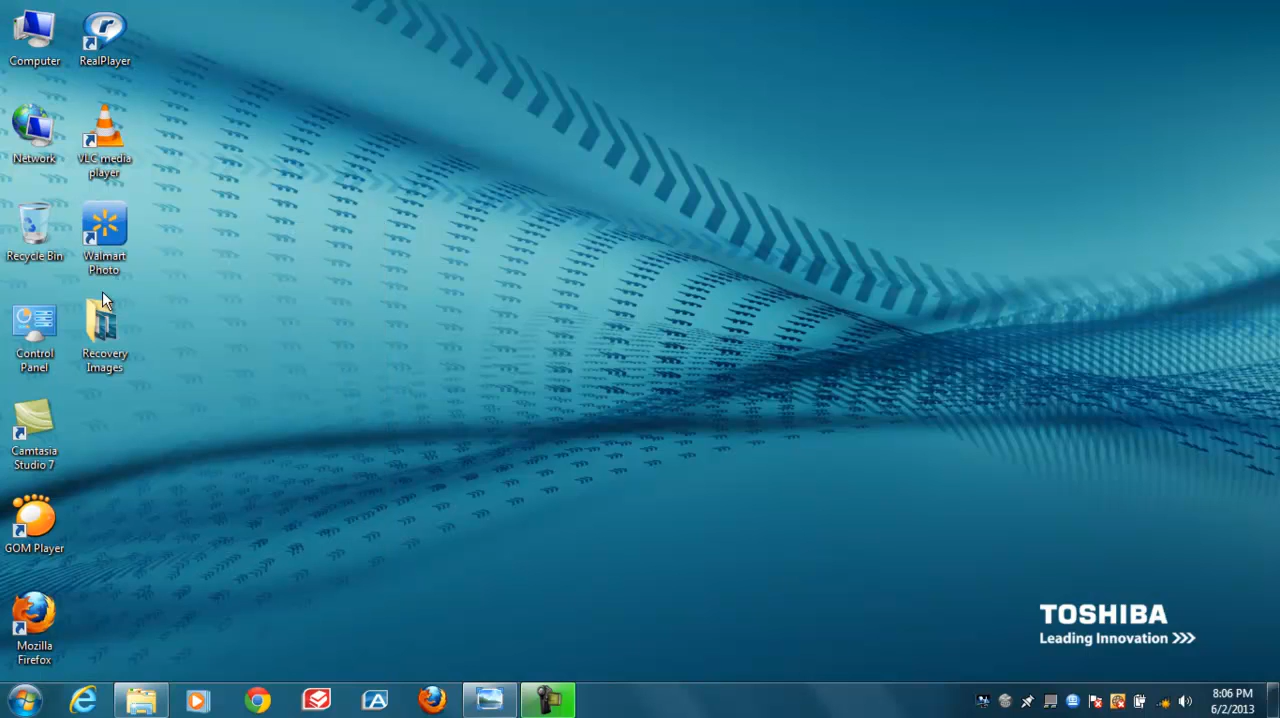 Computer
RealPlayer
Network
VLC media
player
Recycle Bin
Walmart
Photo
Control
Panel
Recovery
Images
Camtasia
Studio 7
GOM Player
Mozilla
Firefox
TOSHIBA
Leading Innovation >>>
8:06 PM
6/2/2013